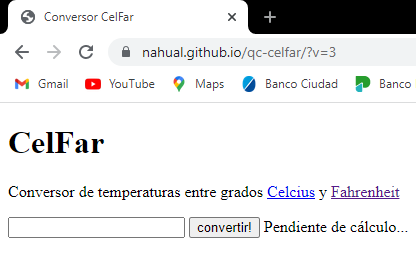 Conversor CelFar
nahual.github.io/qc-celfar/?v=3
Gmail YouTube Maps Banco Ciudad Banco
CelFar
Conversor de temperaturas entre grados Celcius y Fahrenheit
convertir! Pendiente de cálculo...